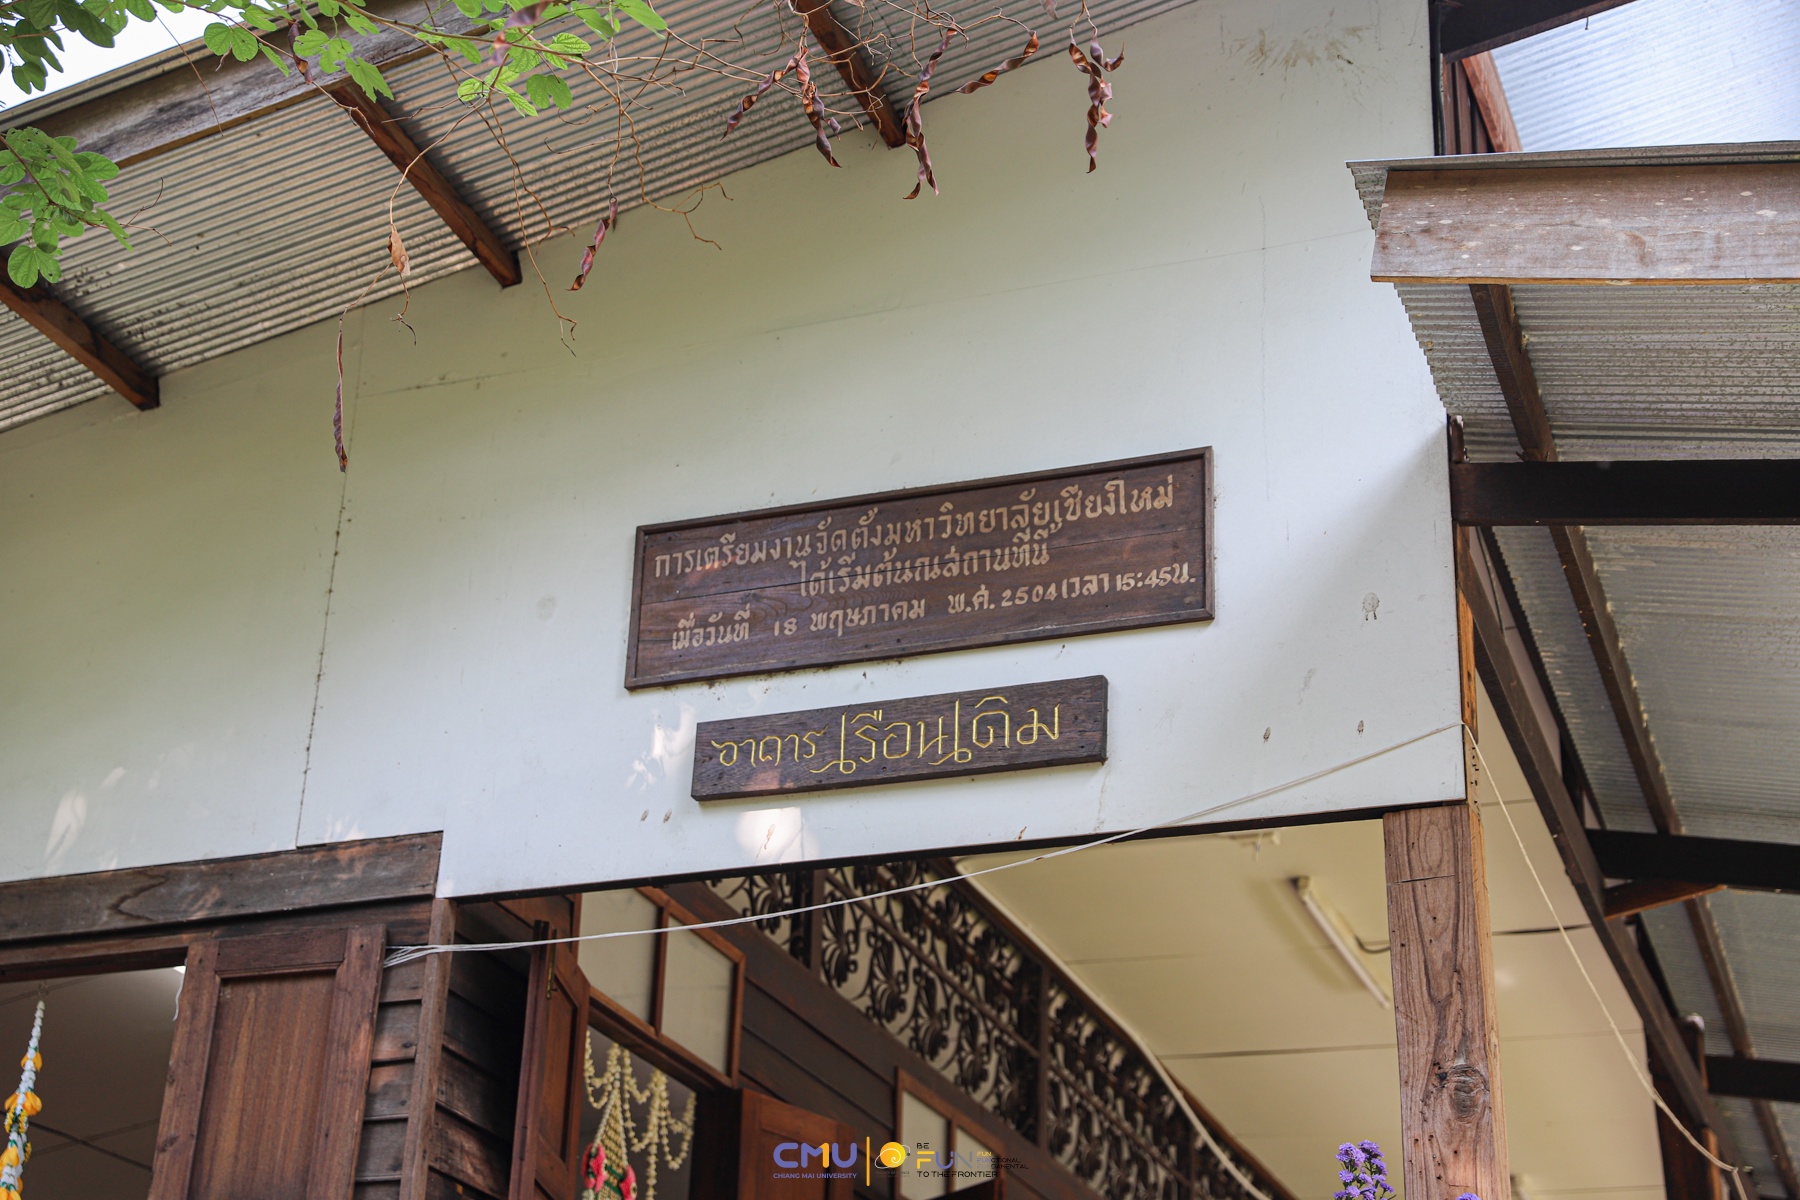 การเตรียมงานจัดตั้งมหาวิทยาลัยเชียงใหม่
ได้เริ่มต้นณสถานที่นี้
เมื่อวันที่ 18 พฤษภาคม พ.ศ. 2504 เวลา 15:45น.
อาคารเรือนเดิม
CMU
CHIANG MAI UNIVERSITY
BE
FUN
TO THE FRONTIER